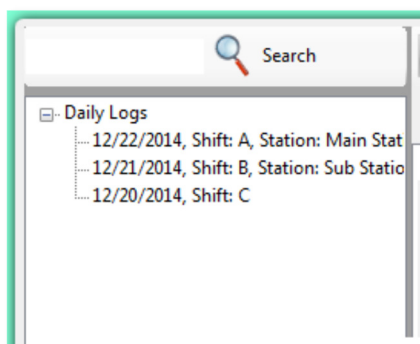 Search
Daily Logs
12/22/2014, Shift: A, Station: Main Stat
12/21/2014, Shift: B, Station: Sub Statio
12/20/2014, Shift: C